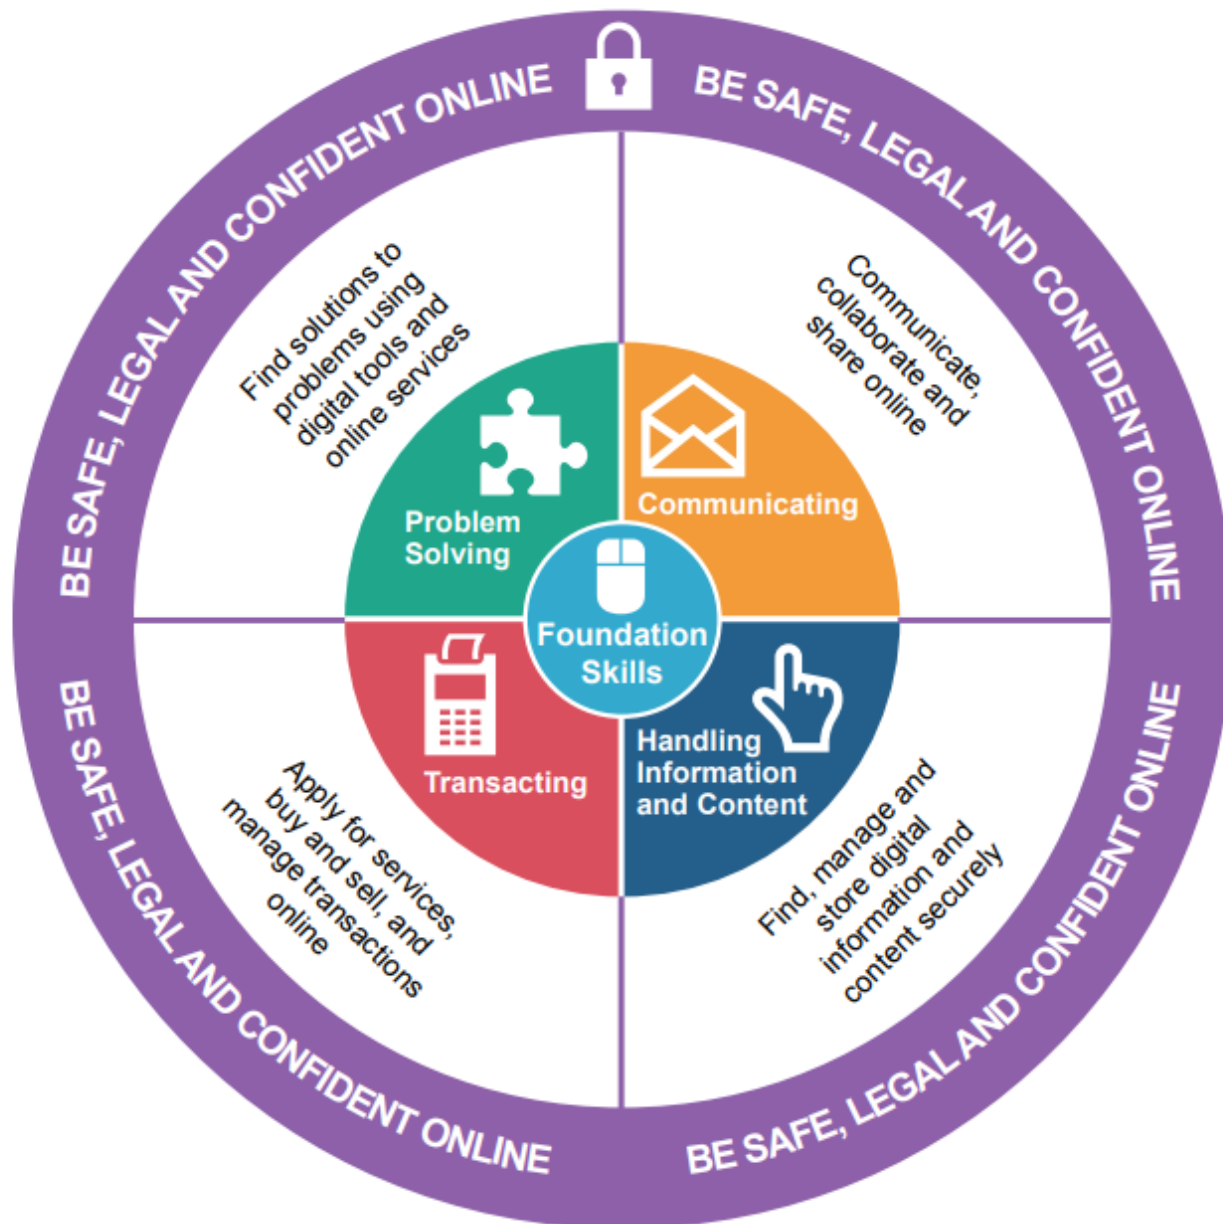 BE SAFE, LEGAL AND CONFIDENT ONLINE
BE SAFE, LEGAL AND CONFIDENT ONLINE
Find solutions to
problems using
digital tools and
online services
Communicate,
collaborate and
share online
Problem
Solving
Communicating
Foundation
Skills
Transacting
Handling
Information
and Content
Apply for services,
buy and sell, and
manage transactions
online
Find, manage and
store digital
information and
content securely
BE SAFE, LEGAL AND CONFIDENT ONLINE
BE SAFE, LEGAL AND CONFIDENT ONLINE